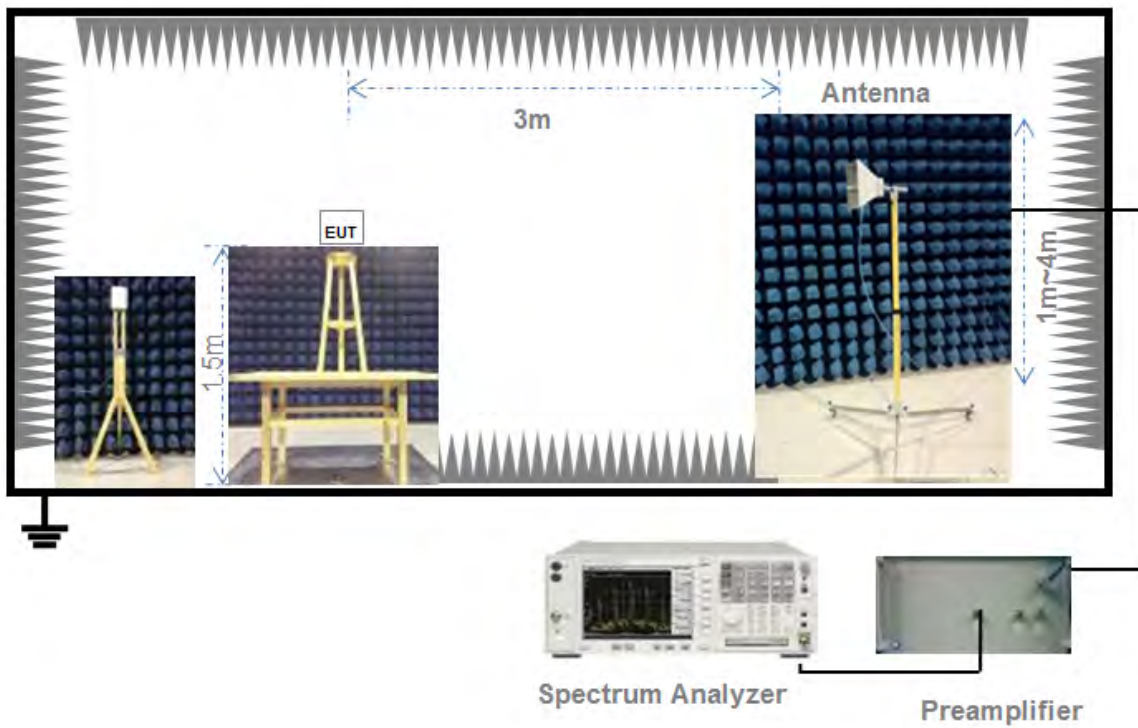 3m
Antenna
EUT
1.5m
1m~4m
Spectrum Analyzer
Preamplifier